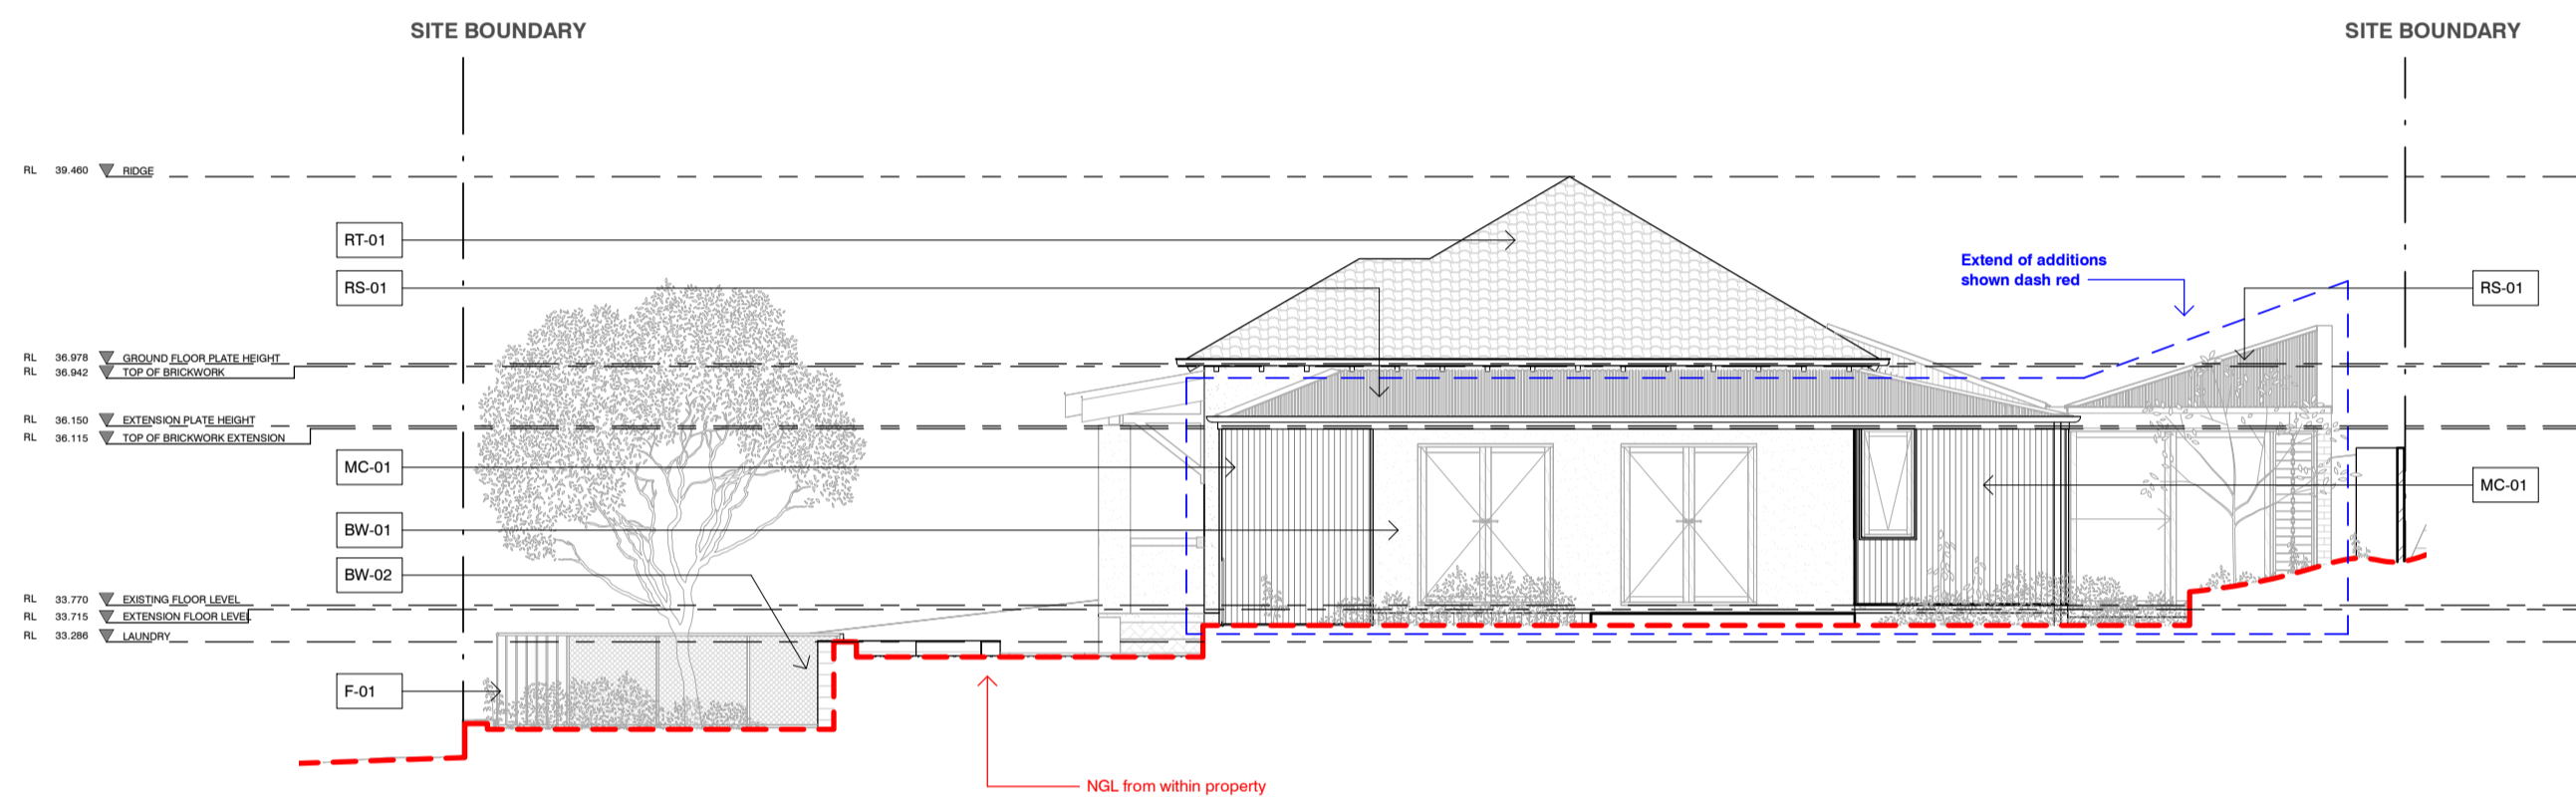 SITE BOUNDARY
SITE BOUNDARY
RL 39.460 RIDGE
RT-01
Extend of additions
shown dash red
RS-01
RS-01
RL 36.978 GROUND FLOOR PLATE HEIGHT
RL 36.942 TOP OF BRICKWORK
RL 36.150 EXTENSION PLATE HEIGHT
RL 36.115 TOP OF BRICKWORK EXTENSION
MC-01
MC-01
BW-01
BW-02
RL 33.770 EXISTING FLOOR LEVEL
RL 33.715 EXTENSION FLOOR LEVEL
RL 33.286 LAUNDRY
F-01
NGL from within property